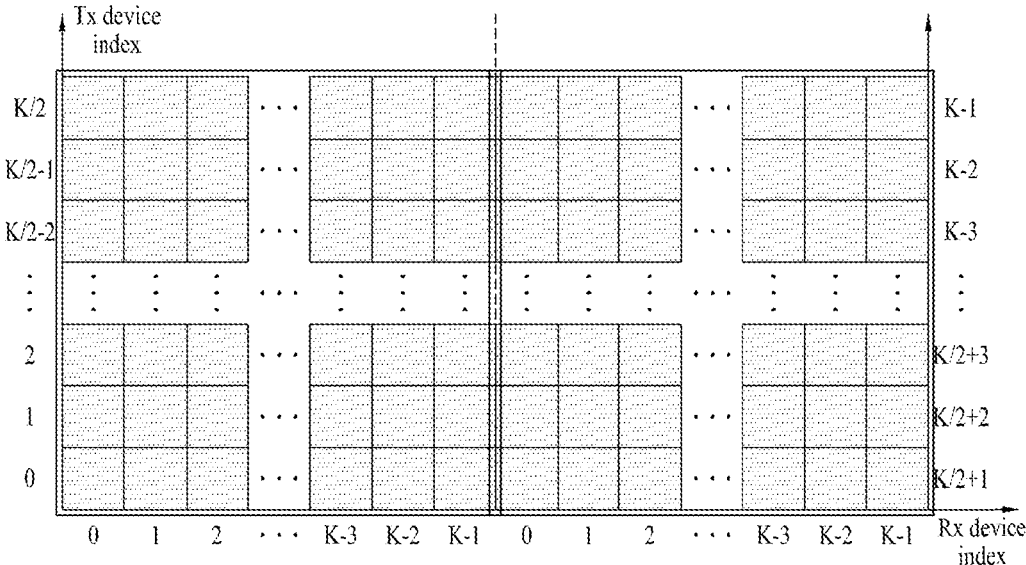 Tx device
index
K/2 ··· ··· K-1
K/2-1 ··· ··· K-2
K/2-2 ··· ··· K-3
2 ··· ··· K/2+3
1 ··· ··· K/2+2
0 ··· ··· K/2+1
0 1 2 ··· K-3 K-2 K-1 0 1 2 ··· K-3 K-2 K-1
Rx device
index